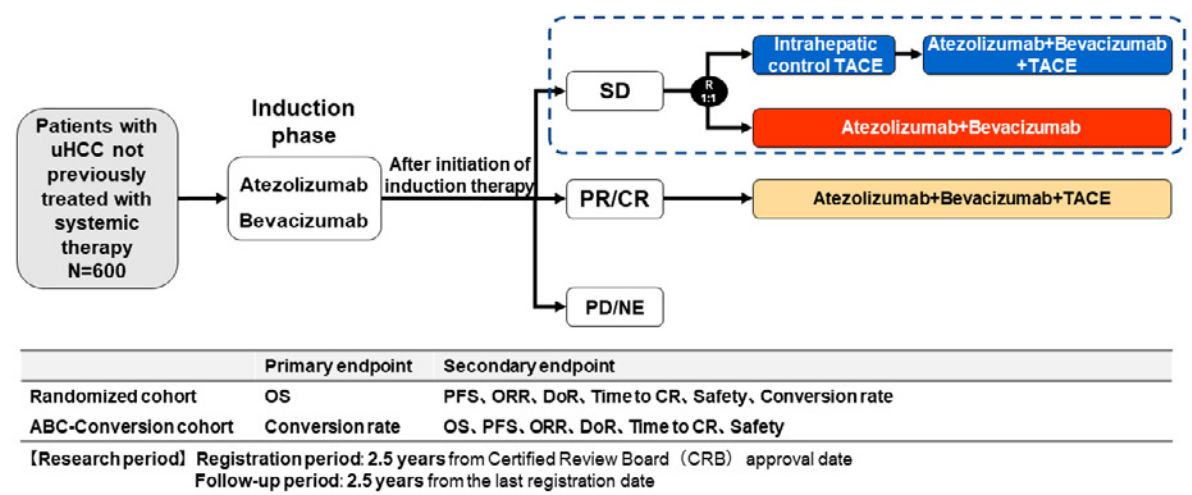 Patients with
uHCC not
previously
treated with
systemic
therapy
N=600
Induction
phase
Atezolizumab
Bevacizumab
After initiation of
induction therapy
SD
R
1:1
Intrahepatic
control TACE
Atezolizumab+Bevacizumab
+TACE
Atezolizumab+Bevacizumab
PR/CR
Atezolizumab+Bevacizumab+TACE
PD/NE
Primary endpoint Secondary endpoint
Randomized cohort OS PFS、ORR、DoR、Time to CR、Safety、Conversion rate
ABC-Conversion cohort Conversion rate OS、PFS、ORR、DoR、Time to CR、Safety
【Research period】 Registration period: 2.5 years from Certified Review Board（CRB） approval date
Follow-up period: 2.5 years from the last registration date